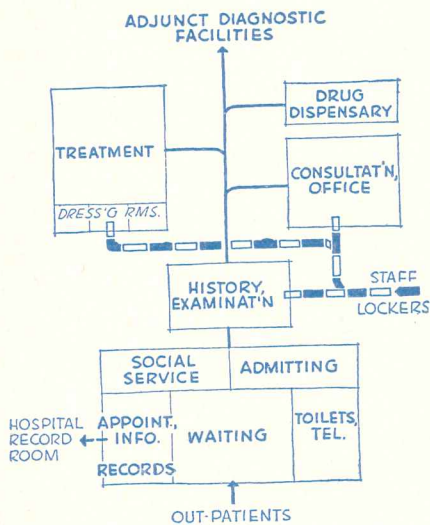 ADJUNCT DIAGNOSTIC
FACILITIES
DRUG
DISPENSARY
TREATMENT
CONSULTAT'N,
OFFICE
DRESS'G RMS.
HISTORY,
EXAMINAT'N
STAFF
LOCKERS
SOCIAL
SERVICE
ADMITTING
HOSPITAL
RECORD
ROOM
APPOINT.,
INFO.
RECORDS
WAITING
TOILETS,
TEL.
OUT-PATIENTS